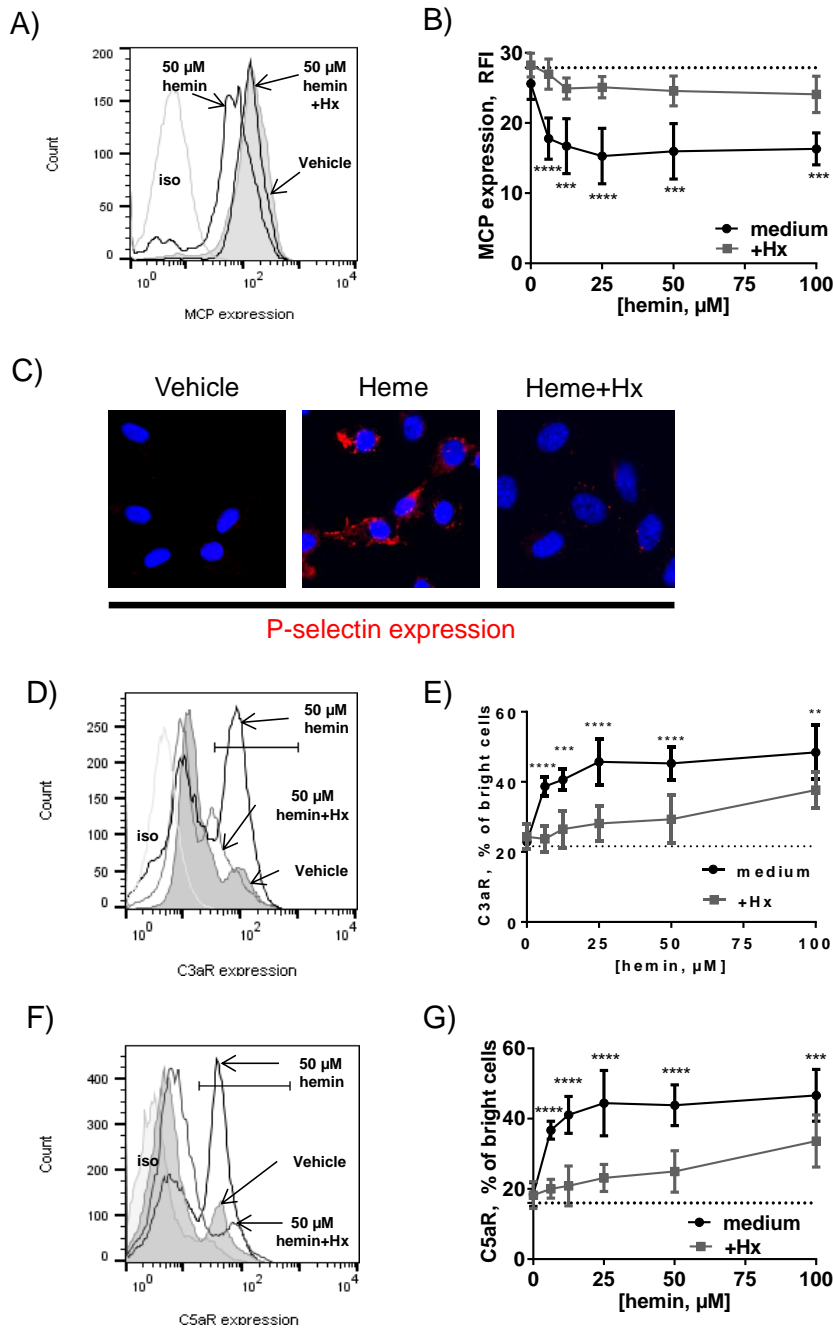 A)
50 µM
hemin
50 µM
hemin
+Hx
Vehicle
iso
Count
200
150
100
50
0
10^0
10^2
10^4
MCP expression
B)
MCP expression, RFI
30
20
10
0
****
***
****
***
***
medium
+Hx
0
25
50
75
100
[hemin, µM]
C)
Vehicle
Heme
Heme+Hx
P-selectin expression
D)
50 µM
hemin
50 µM
hemin+Hx
Vehicle
iso
Count
250
200
150
100
50
0
10^0
10^2
10^4
C3aR expression
E)
C3aR, % of bright cells
60
40
20
0
****
***
****
****
**
medium
+Hx
0
25
50
75
100
[hemin, µM]
F)
50 µM
hemin
Vehicle
50 µM
hemin+Hx
iso
Count
400
300
200
100
0
10^0
10^2
10^4
C5aR expression
G)
C5aR, % of bright cells
60
40
20
0
****
****
****
****
***
medium
+Hx
0
25
50
75
100
[hemin, µM]